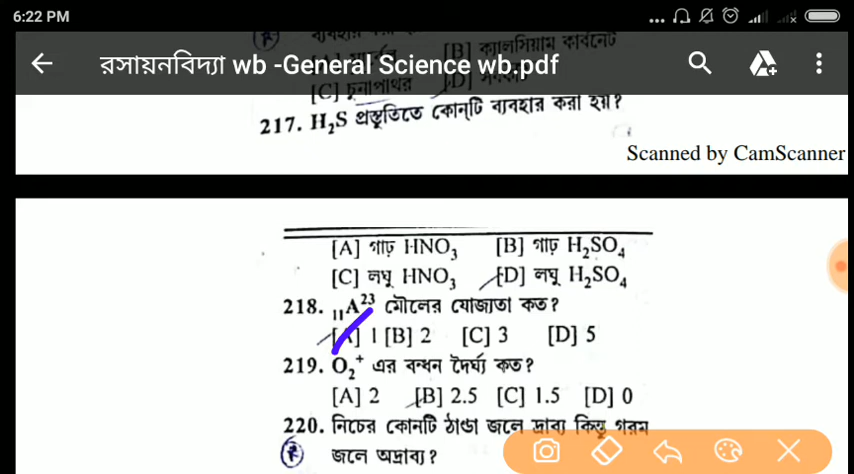 6:22 PM
ব্যবহার
[B] ক্যালসিয়াম কার্বনেট
রসায়নবিদ্যা wb -General Science wb.pdf
[C] চুনাপাথর [D]
217. H₂S প্রস্তুতিতে কোন্‌টি ব্যবহার করা হয়?
Scanned by CamScanner
[A] গাঢ় HNO₃ [B] গাঢ় H₂SO₄
[C] লঘু HNO₃ [D] লঘু H₂SO₄
218. ₁₁A²³ মৌলের যোজ্যতা কত?
[A] 1 [B] 2 [C] 3 [D] 5
219. O₂⁺ এর বন্ধন দৈর্ঘ্য কত?
[A] 2 [B] 2.5 [C] 1.5 [D] 0
220. নিচের কোনটি ঠাণ্ডা জলে দ্রাব্য কিন্তু গরম
জলে অদ্রাব্য?